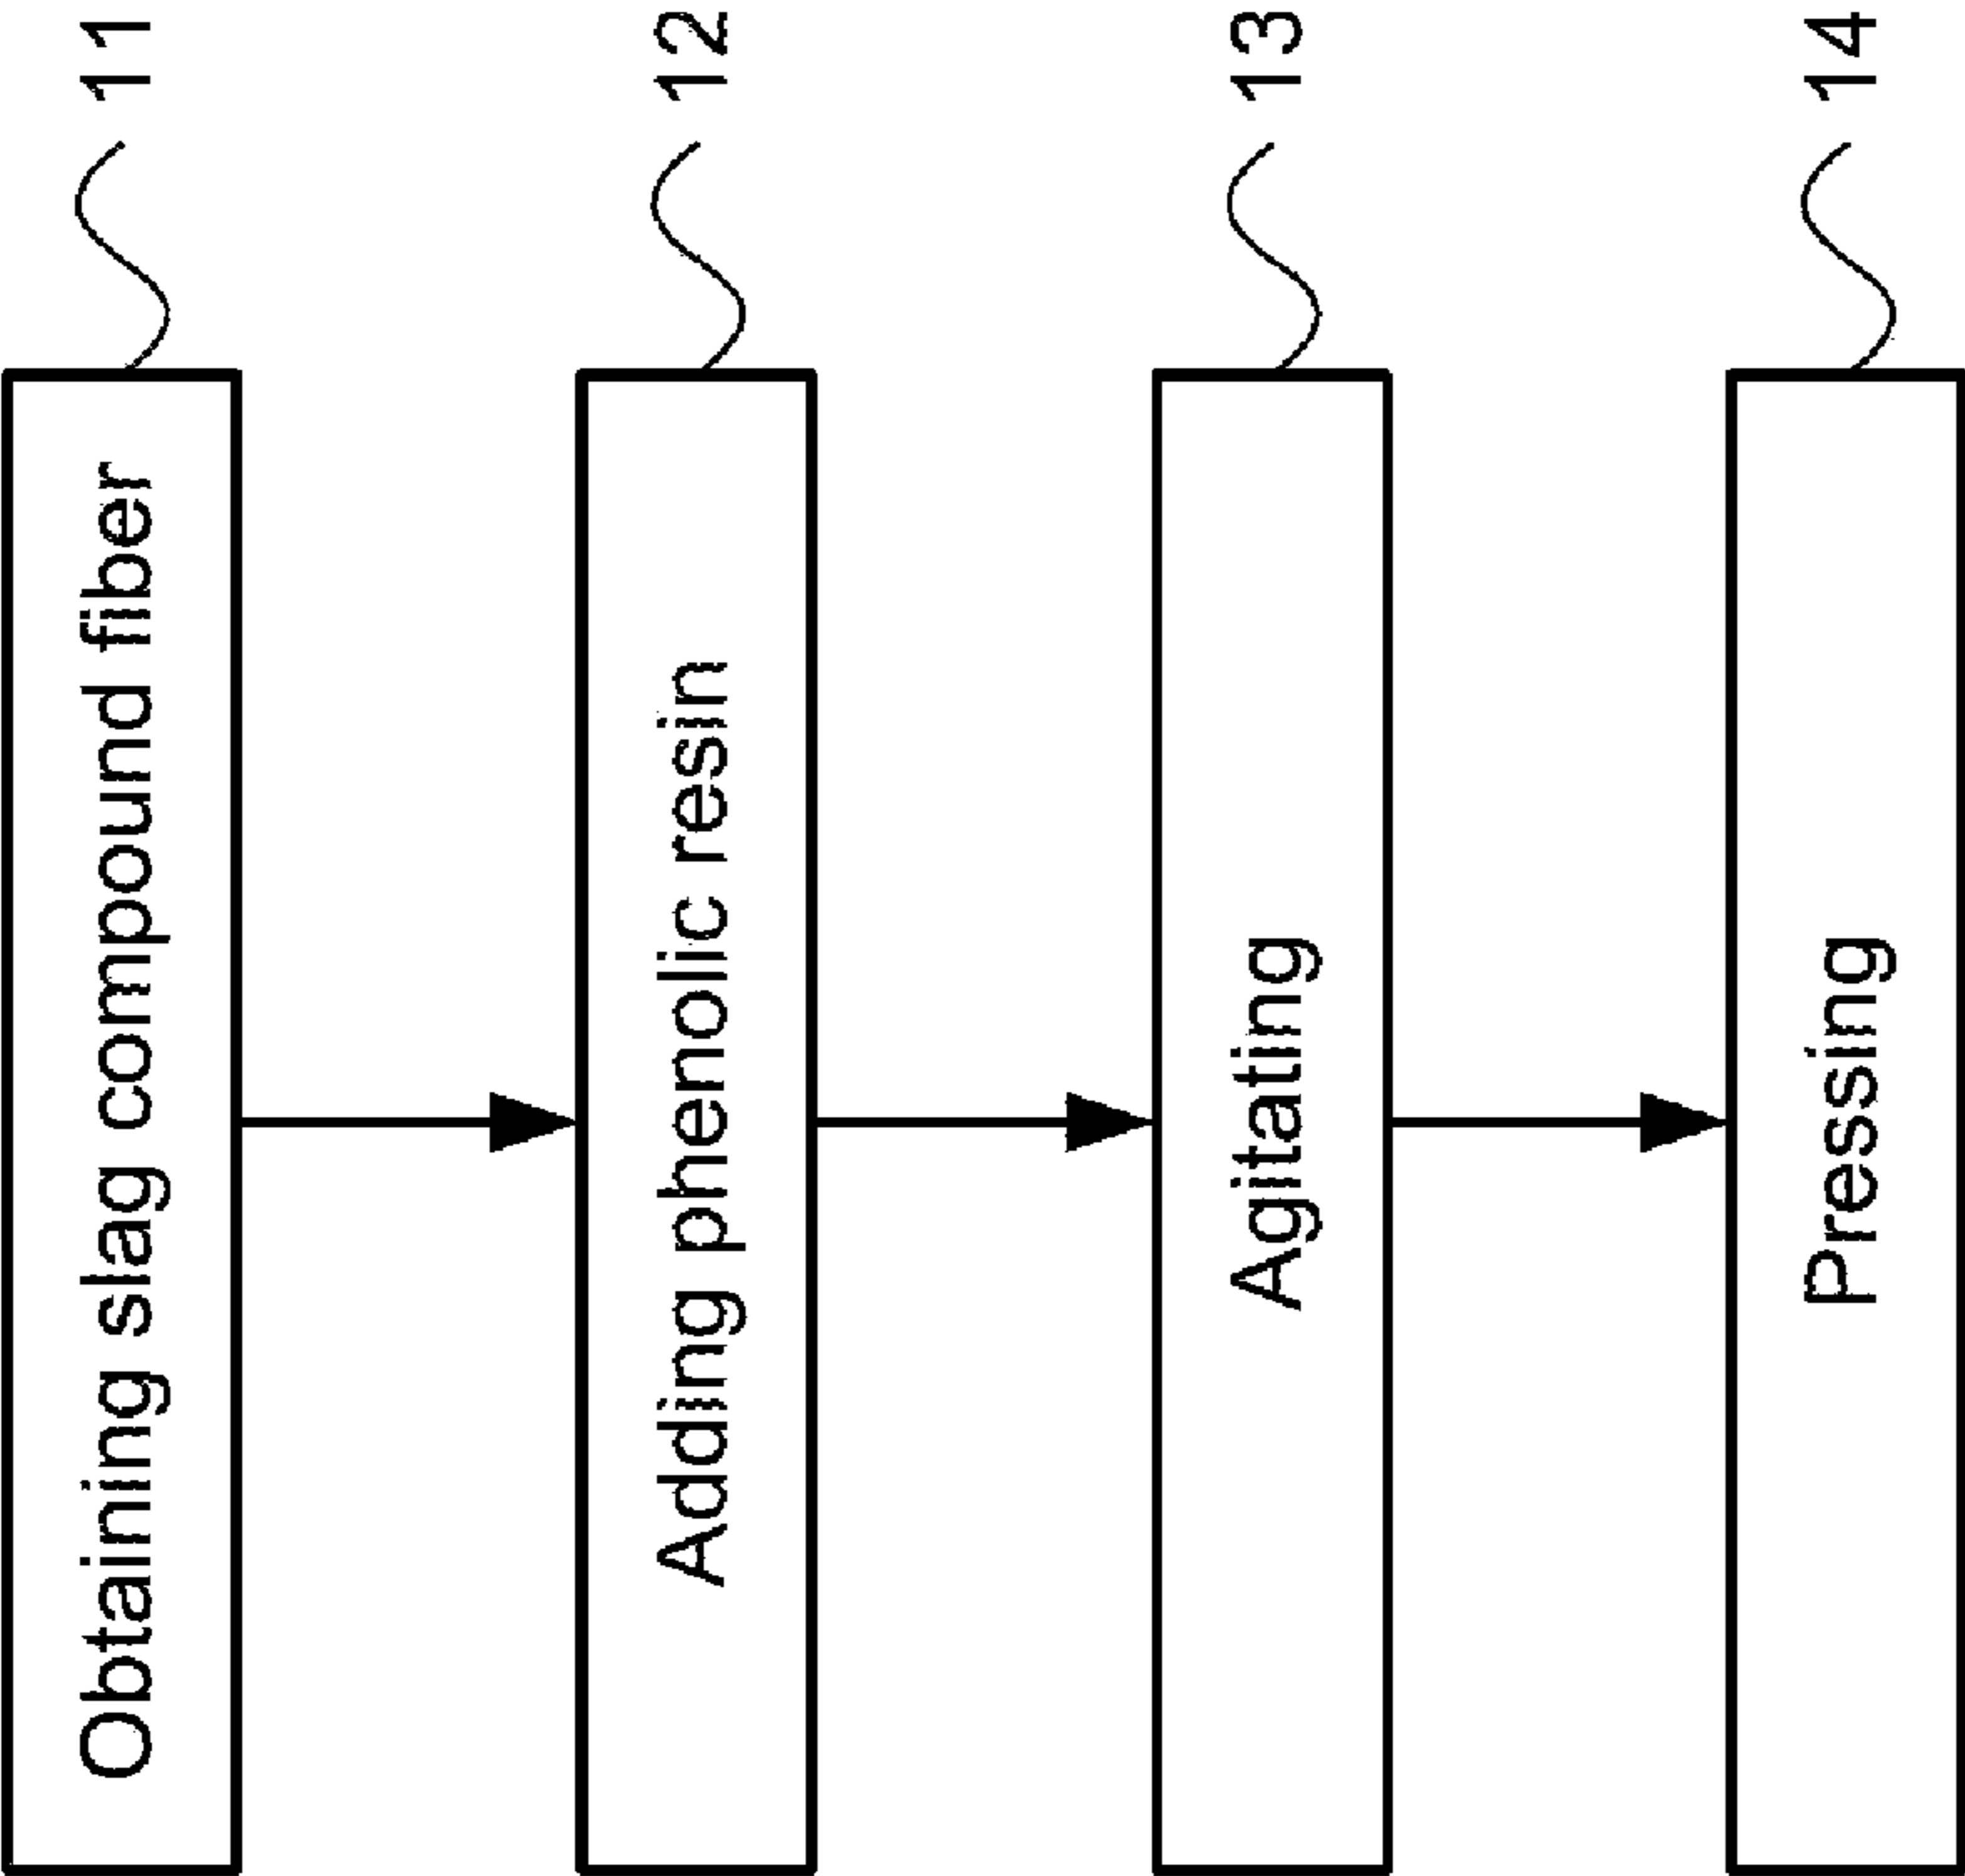 Obtaining slag compound fiber
11
Adding phenolic resin
12
Agitating
13
Pressing
14